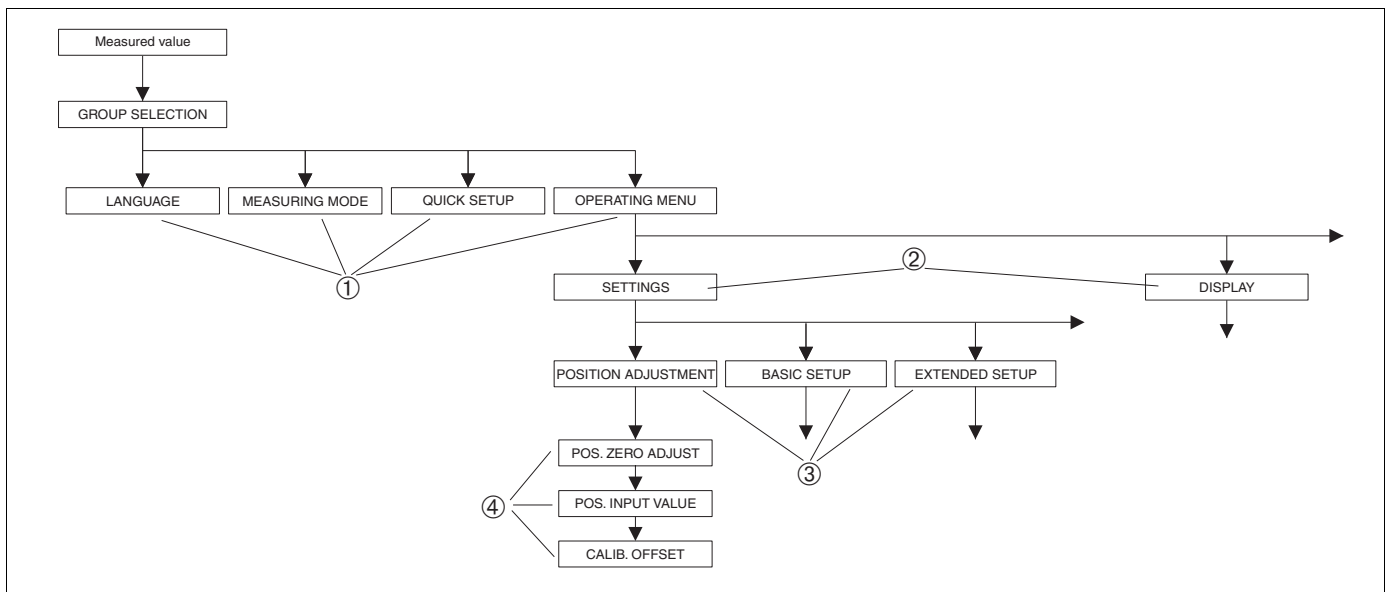 Measured value
GROUP SELECTION
LANGUAGE
MEASURING MODE
QUICK SETUP
OPERATING MENU
①
②
SETTINGS
DISPLAY
POSITION ADJUSTMENT
BASIC SETUP
EXTENDED SETUP
③
POS. ZERO ADJUST
④
POS. INPUT VALUE
CALIB. OFFSET